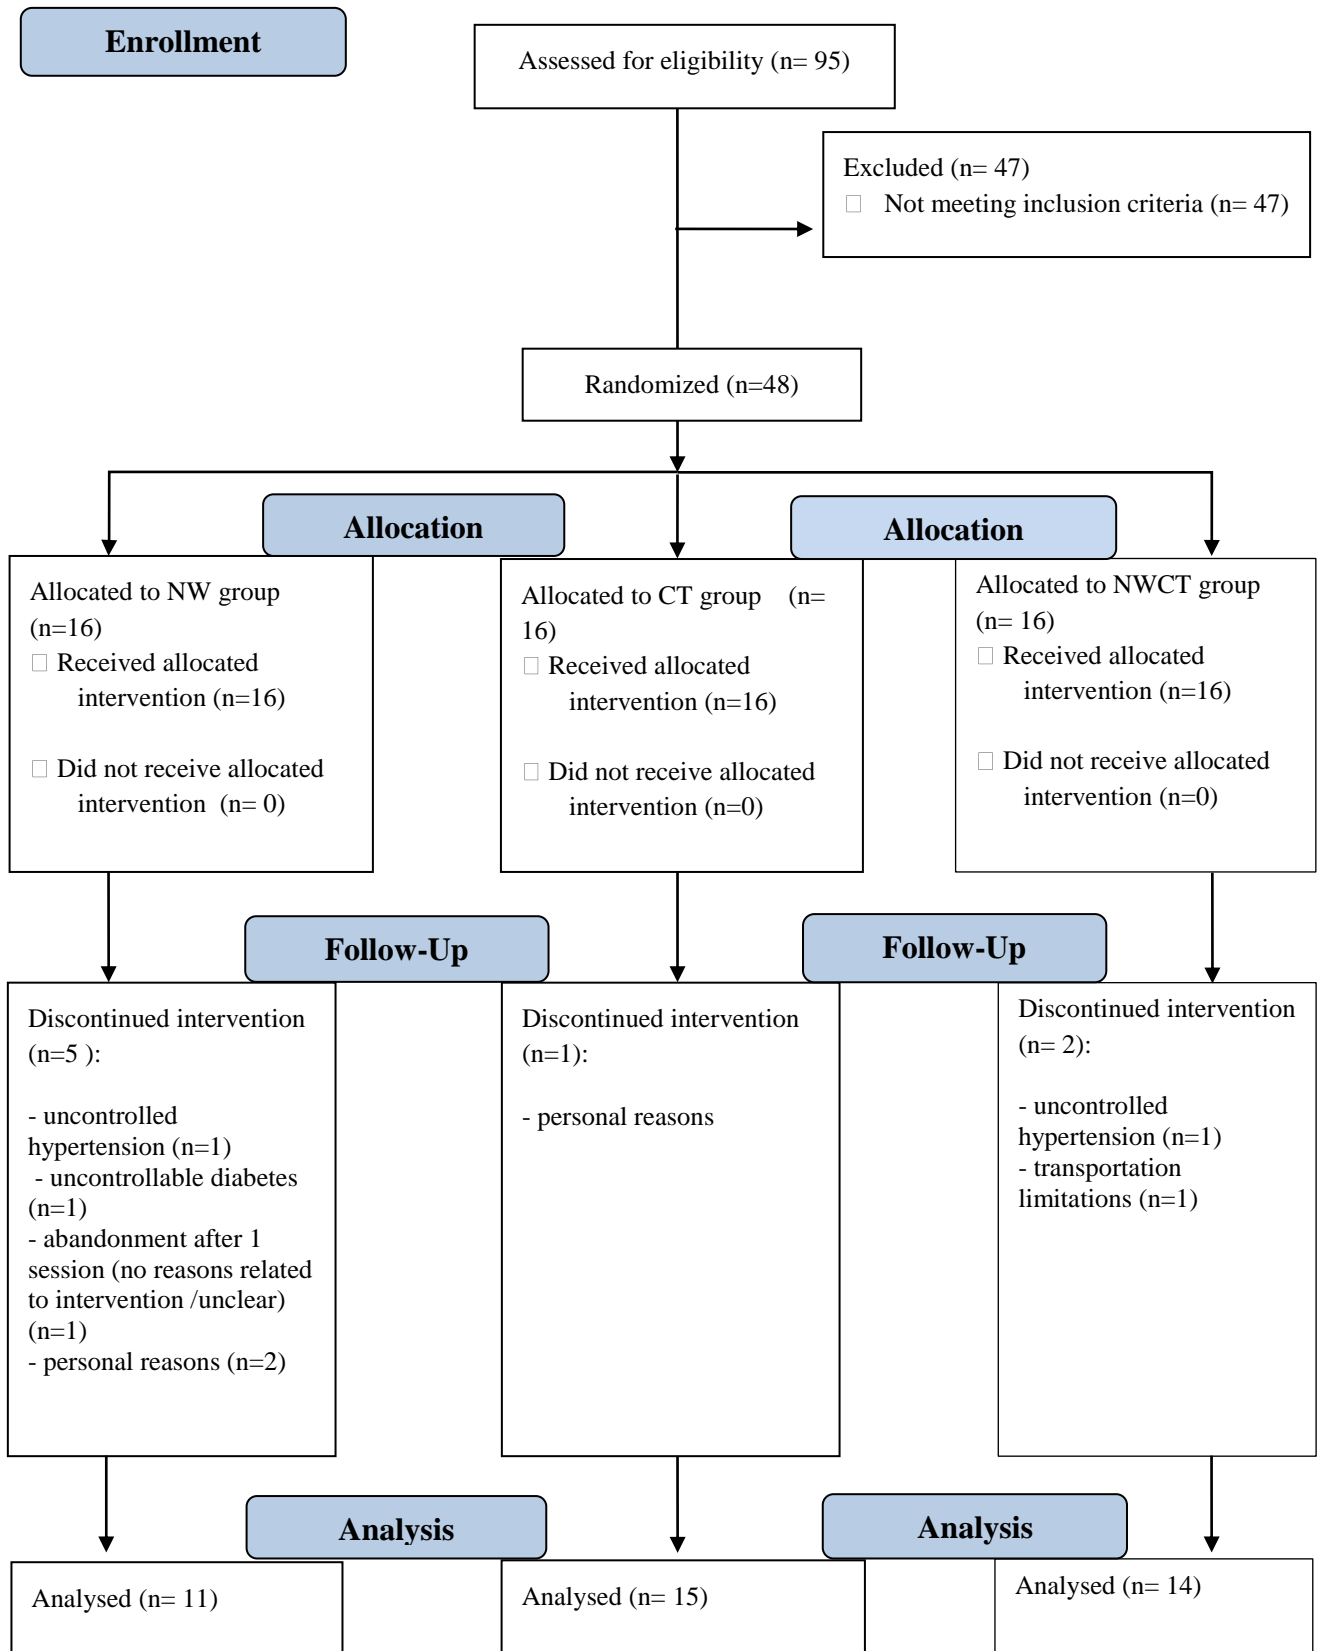 Enrollment
Assessed for eligibility (n= 95)
Excluded (n= 47)
□ Not meeting inclusion criteria (n= 47)
Randomized (n=48)
Allocation
Allocation
Allocated to NW group
(n=16)
□ Received allocated
intervention (n=16)
□ Did not receive allocated
intervention (n= 0)
Allocated to CT group (n=
16)
□ Received allocated
intervention (n=16)
□ Did not receive allocated
intervention (n=0)
Allocated to NWCT group
(n= 16)
□ Received allocated
intervention (n=16)
□ Did not receive allocated
intervention (n=0)
Follow-Up
Follow-Up
Discontinued intervention
(n=5 ):
- uncontrolled
hypertension (n=1)
- uncontrollable diabetes
(n=1)
- abandonment after 1
session (no reasons related
to intervention /unclear)
(n=1)
- personal reasons (n=2)
Discontinued intervention
(n=1):
- personal reasons
Discontinued intervention
(n= 2):
- uncontrolled
hypertension (n=1)
- transportation
limitations (n=1)
Analysis
Analysis
Analysed (n= 11)
Analysed (n= 15)
Analysed (n= 14)